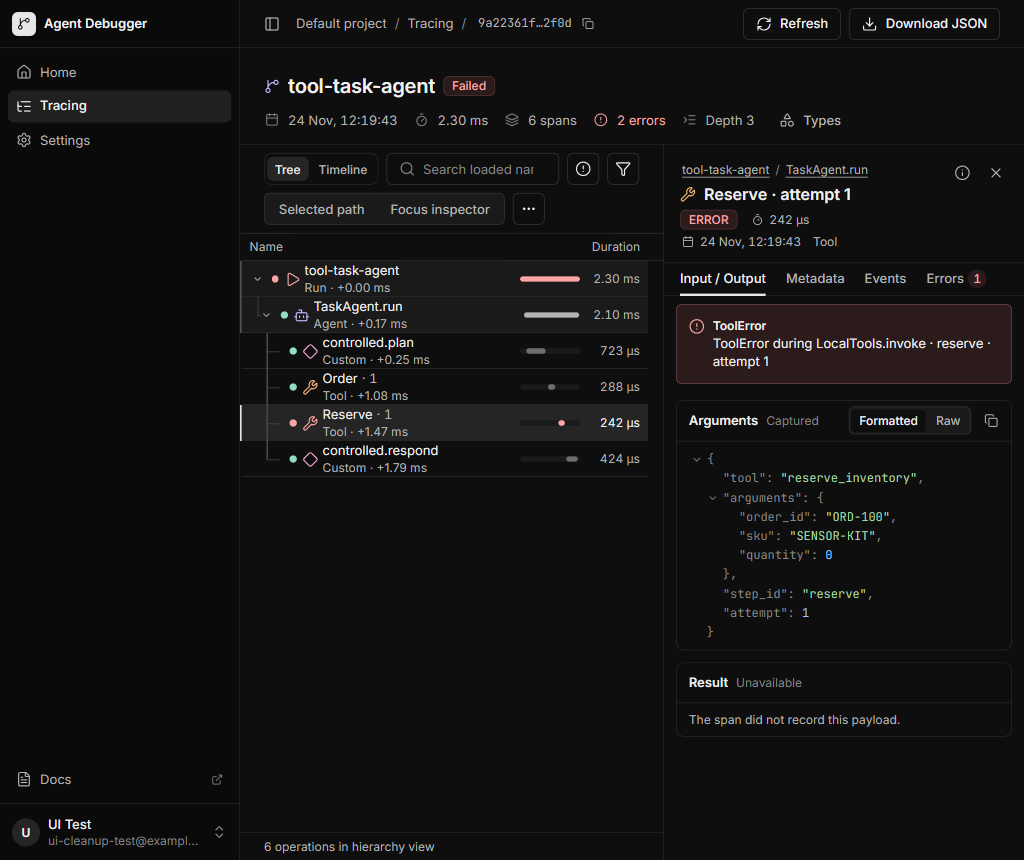 Agent Debugger
Default project / Tracing / 9a22361f…2f0d
Refresh
Download JSON
Home
Tracing
Settings
tool-task-agent Failed
24 Nov, 12:19:43 2.30 ms 6 spans 2 errors Depth 3 Types
Tree Timeline
Search loaded nar
Selected path Focus inspector ...
Name Duration
tool-task-agent
Run · +0.00 ms
2.30 ms
TaskAgent.run
Agent · +0.17 ms
2.10 ms
controlled.plan
Custom · +0.25 ms
723 µs
Order · 1
Tool · +1.08 ms
288 µs
Reserve · 1
Tool · +1.47 ms
242 µs
controlled.respond
Custom · +1.79 ms
424 µs
6 operations in hierarchy view
tool-task-agent / TaskAgent.run
Reserve · attempt 1
ERROR 242 µs
24 Nov, 12:19:43 Tool
Input / Output Metadata Events Errors 1
ToolError
ToolError during LocalTools.invoke · reserve ·
attempt 1
Arguments Captured Formatted Raw
{
"tool": "reserve_inventory",
"arguments": {
"order_id": "ORD-100",
"sku": "SENSOR-KIT",
"quantity": 0
},
"step_id": "reserve",
"attempt": 1
}
Result Unavailable
The span did not record this payload.
Docs
U
UI Test
ui-cleanup-test@exampl...